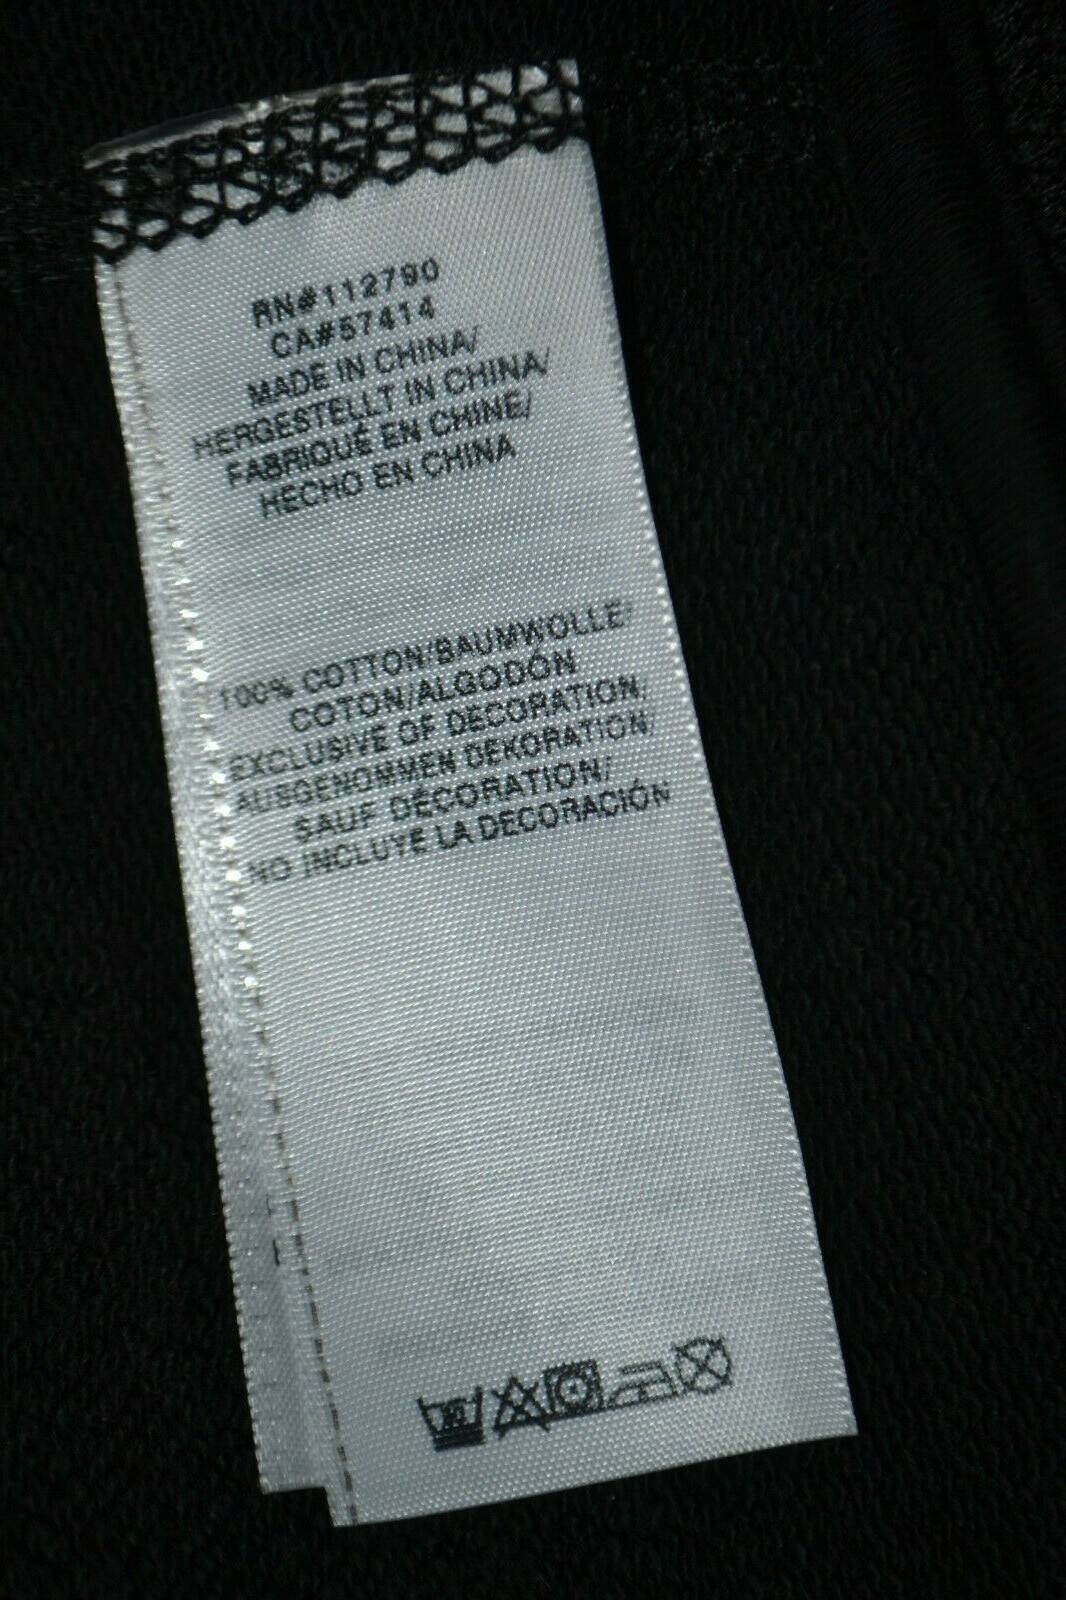 RN#112790
CA#57414
MADE IN CHINA/
HERGESTELLT IN CHINA/
FABRIQUÉ EN CHINE/
HECHO EN CHINA
100% COTTON/BAUMWOLLE/
COTON/ALGODÓN
EXCLUSIVE OF DECORATION/
AUSGENOMMEN DEKORATION/
SAUF DÉCORATION/
NO INCLUYE LA DECORACIÓN